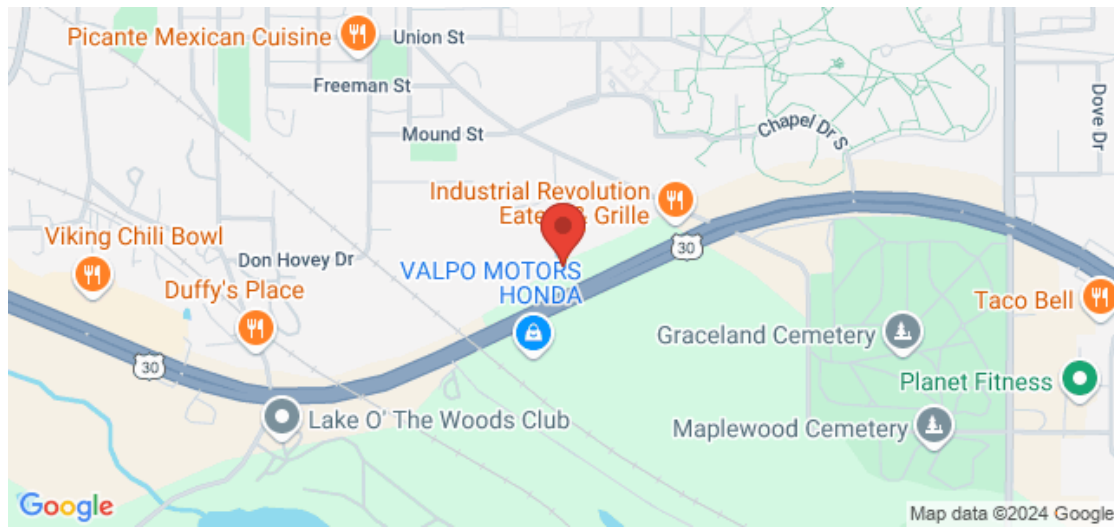 Picante Mexican Cuisine
Union St
Freeman St
Mound St
Chapel Dr S
Dove Dr
Industrial Revolution
Eatery & Grille
30
Viking Chili Bowl
Don Hovey Dr
VALPO MOTORS
HONDA
Duffy's Place
Taco Bell
Graceland Cemetery
30
Planet Fitness
Lake O' The Woods Club
Maplewood Cemetery
Google
Map data ©2024 Google